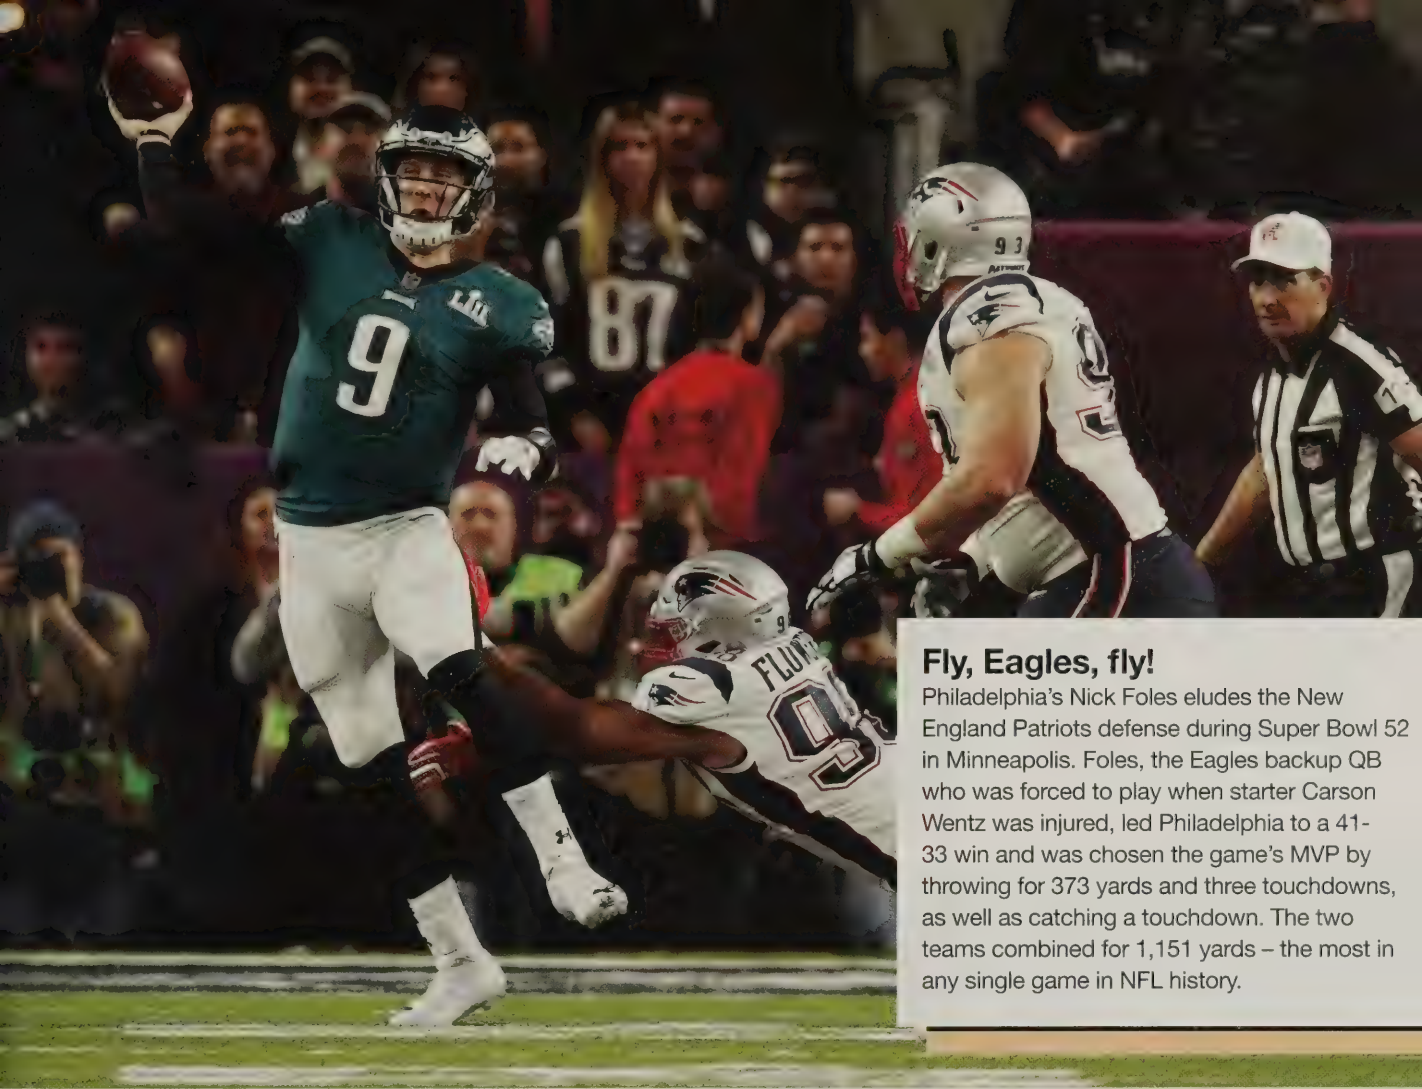 9
LII
87
93
9
FLOW
9
Fly, Eagles, fly!
Philadelphia's Nick Foles eludes the New
England Patriots defense during Super Bowl 52
in Minneapolis. Foles, the Eagles backup QB
who was forced to play when starter Carson
Wentz was injured, led Philadelphia to a 41-
33 win and was chosen the game's MVP by
throwing for 373 yards and three touchdowns,
as well as catching a touchdown. The two
teams combined for 1,151 yards – the most in
any single game in NFL history.